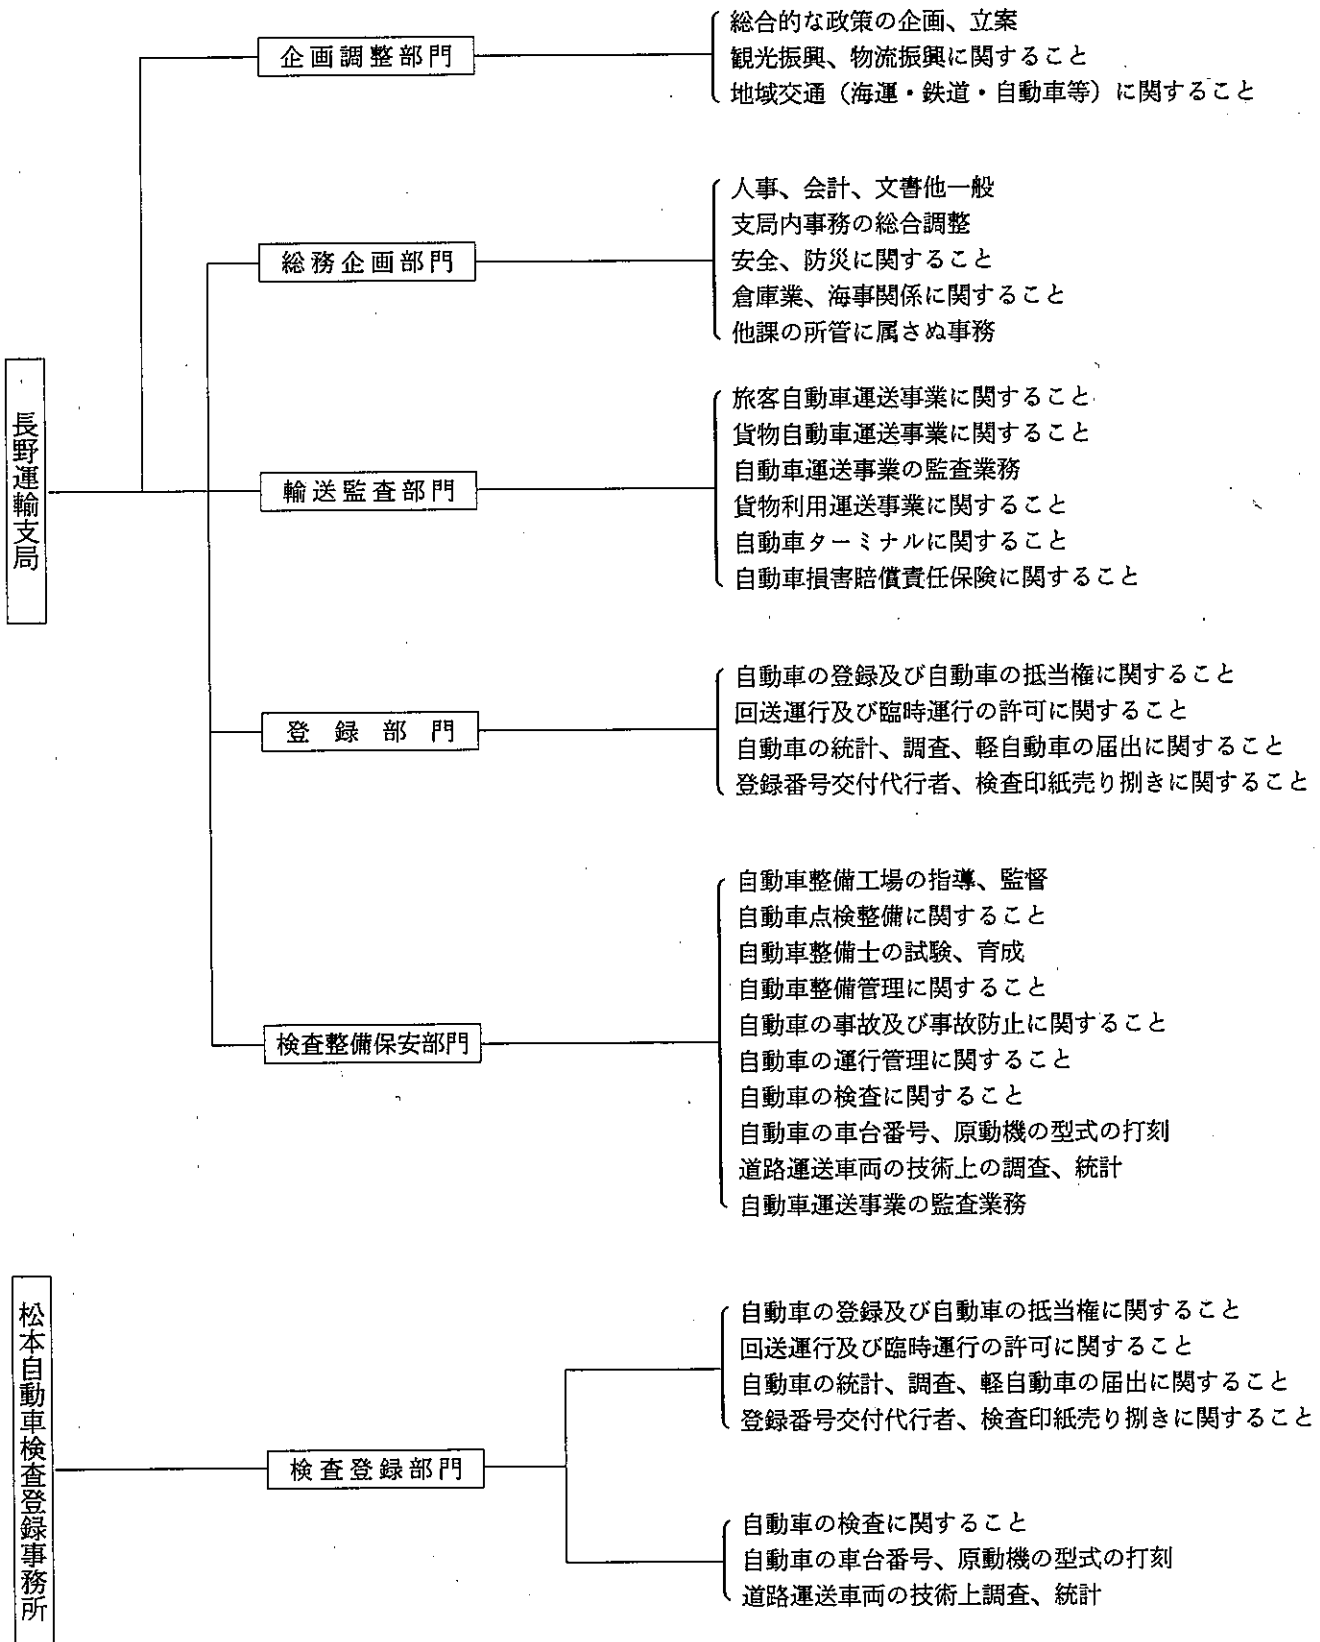 長野運輸支局
企画調整部門
総合的な政策の企画、立案
観光振興、物流振興に関すること
地域交通（海運・鉄道・自動車等）に関すること
総務企画部門
人事、会計、文書他一般
支局内事務の総合調整
安全、防災に関すること
倉庫業、海事関係に関すること
他課の所管に属さぬ事務
輸送監査部門
旅客自動車運送事業に関すること
貨物自動車運送事業に関すること
自動車運送事業の監査業務
貨物利用運送事業に関すること
自動車ターミナルに関すること
自動車損害賠償責任保険に関すること
登録部門
自動車の登録及び自動車の抵当権に関すること
回送運行及び臨時運行の許可に関すること
自動車の統計、調査、軽自動車の届出に関すること
登録番号交付代行者、検査印紙売り捌きに関すること
検査整備保安部門
自動車整備工場の指導、監督
自動車点検整備に関すること
自動車整備士の試験、育成
自動車整備管理に関すること
自動車の事故及び事故防止に関すること
自動車の運行管理に関すること
自動車の検査に関すること
自動車の車台番号、原動機の型式の打刻
道路運送車両の技術上の調査、統計
自動車運送事業の監査業務
松本自動車検査登録事務所
検査登録部門
自動車の登録及び自動車の抵当権に関すること
回送運行及び臨時運行の許可に関すること
自動車の統計、調査、軽自動車の届出に関すること
登録番号交付代行者、検査印紙売り捌きに関すること
自動車の検査に関すること
自動車の車台番号、原動機の型式の打刻
道路運送車両の技術上調査、統計